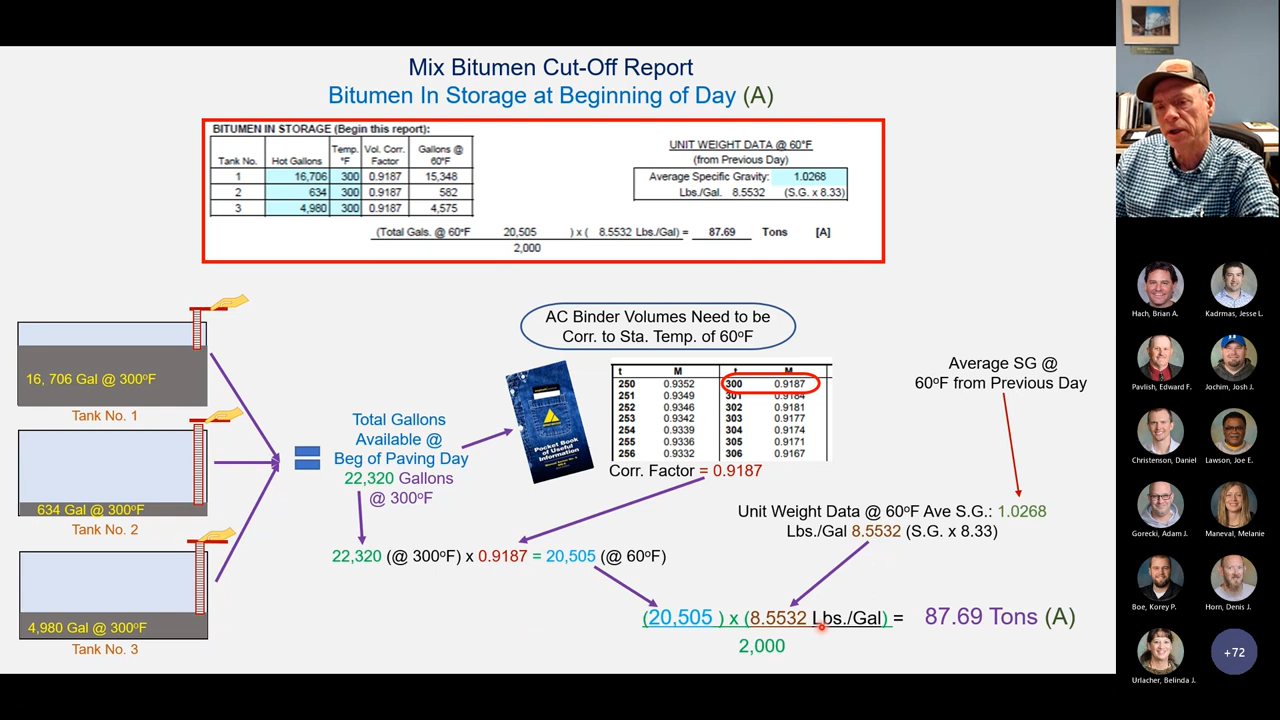 Mix Bitumen Cut-Off Report
Bitumen In Storage at Beginning of Day (A)
BITUMEN IN STORAGE (Begin this report):
Tank No. Hot Gallons Temp. °F Vol. Corr. Factor Gallons @ 60°F
1 16,706 300 0.9187 15,348
2 634 300 0.9187 582
3 4,980 300 0.9187 4,575
UNIT WEIGHT DATA @ 60°F
(from Previous Day)
Average Specific Gravity: 1.0268
Lbs./Gal. 8.5532 (S.G. x 8.33)
(Total Gals. @ 60°F 20,505 ) x ( 8.5532 Lbs./Gal) = 87.69 Tons [A]
2,000
16, 706 Gal @ 300°F
Tank No. 1
634 Gal @ 300°F
Tank No. 2
4,980 Gal @ 300°F
Tank No. 3
Total Gallons
Available @
Beg of Paving Day
22,320 Gallons
@ 300°F
AC Binder Volumes Need to be
Corr. to Sta. Temp. of 60°F
Pocket Book
of Useful
Information
t M t M
250 0.9352 300 0.9187
251 0.9349 301 0.9184
252 0.9346 302 0.9181
253 0.9342 303 0.9177
254 0.9339 304 0.9174
255 0.9336 305 0.9171
256 0.9332 306 0.9167
Corr. Factor = 0.9187
Average SG @
60°F from Previous Day
Unit Weight Data @ 60°F Ave S.G.: 1.0268
Lbs./Gal 8.5532 (S.G. x 8.33)
22,320 (@ 300°F) x 0.9187 = 20,505 (@ 60°F)
(20,505 ) x (8.5532 Lbs./Gal) = 87.69 Tons (A)
2,000
Hach, Brian A. Kadrmas, Jesse L.
Pavlish, Edward F. Jochim, Josh J.
Christenson, Daniel Lawson, Joe E.
Gorecki, Adam J. Maneval, Melanie
Boe, Korey P. Horn, Denis J.
Urlacher, Belinda J. +72